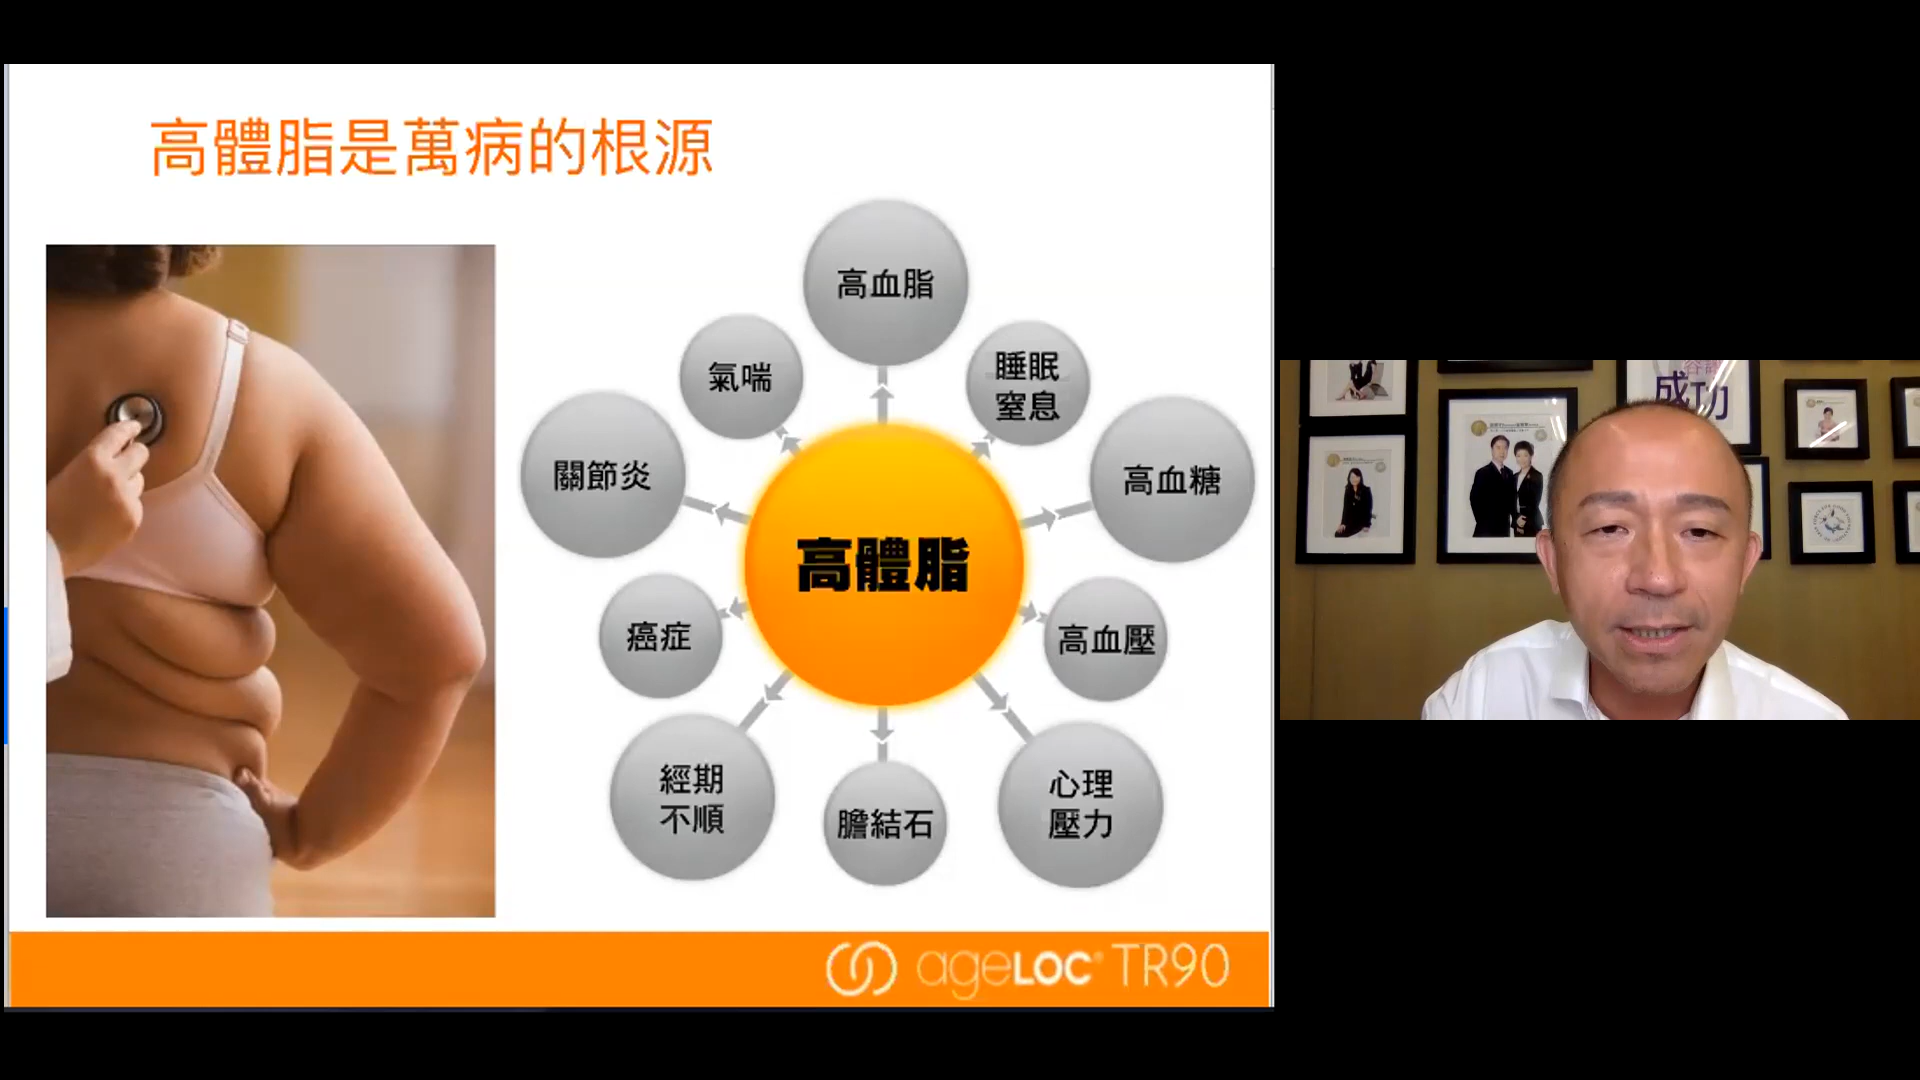 高體脂是萬病的根源
高血脂
氣喘
睡眠
窒息
關節炎
高血糖
高體脂
癌症
高血壓
經期
不順
膽結石
心理
壓力
ageLOC® TR90
成功